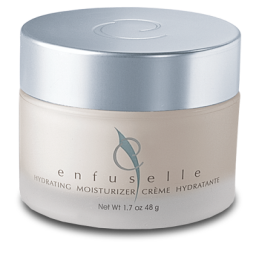 enfuselle
HYDRATING MOISTURIZER CRÈME HYDRATANTE
Net Wt 1.7 oz 48 g